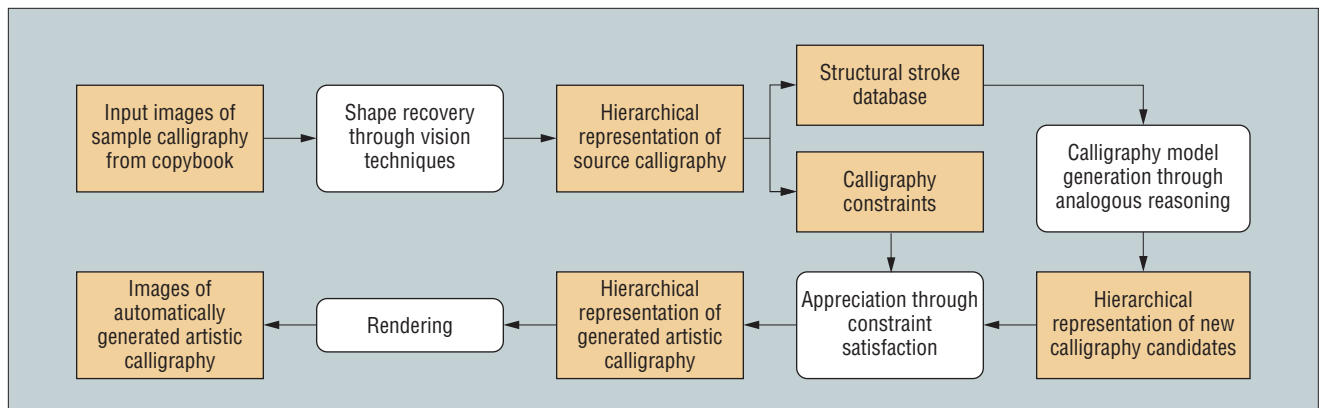 Input images of
sample calligraphy
from copybook
Shape recovery
through vision
techniques
Hierarchical
representation of
source calligraphy
Structural stroke
database
Calligraphy
constraints
Calligraphy model
generation through
analogous reasoning
Hierarchical
representation of new
calligraphy candidates
Appreciation through
constraint
satisfaction
Hierarchical
representation of
generated artistic
calligraphy
Rendering
Images of
automatically
generated artistic
calligraphy